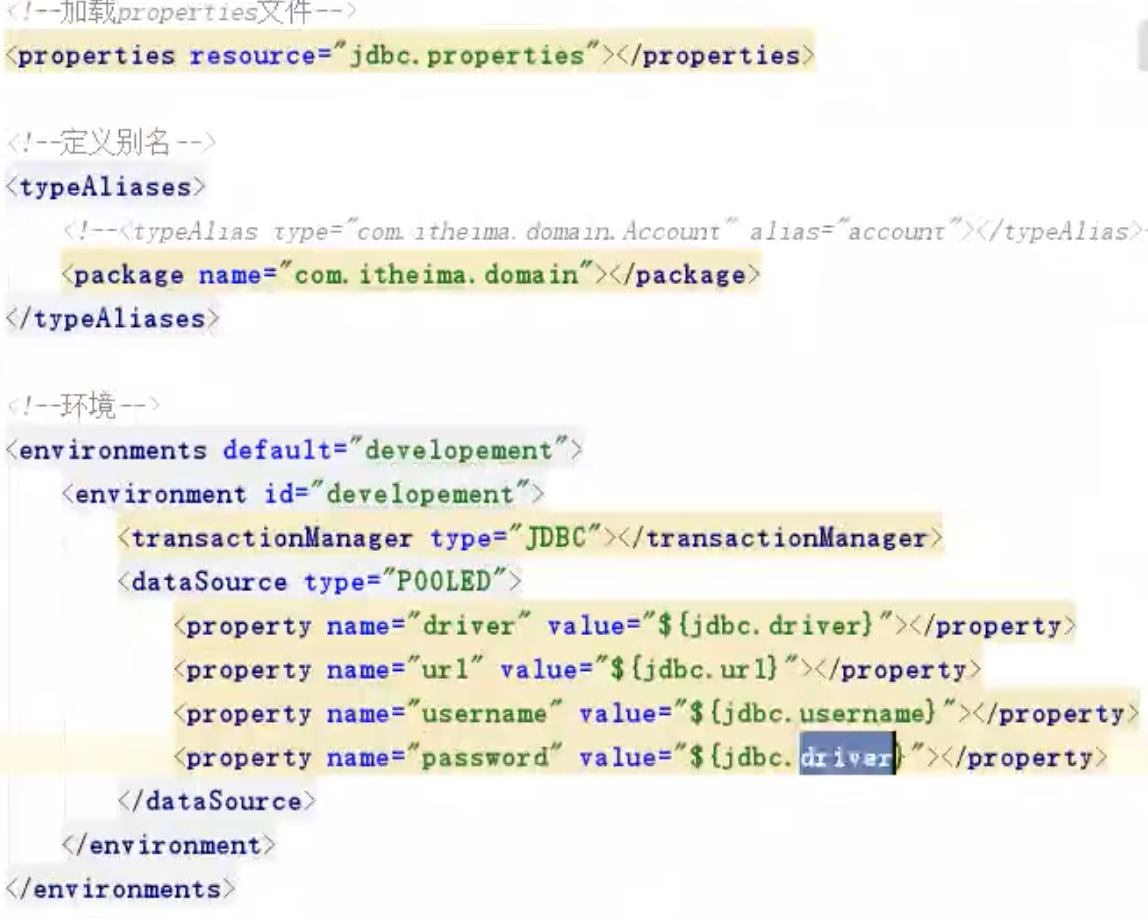 <!--加载properties文件-->
<properties resource="jdbc.properties"></properties>
<!--定义别名-->
<typeAliases>
<!--<typeAlias type="com.itheima.domain.Account" alias="account"></typeAlias>-
<package name="com.itheima.domain"></package>
</typeAliases>
<!--环境-->
<environments default="developement">
<environment id="developement">
<transactionManager type="JDBC"></transactionManager>
<dataSource type="POOLED">
<property name="driver" value="${jdbc.driver}"></property>
<property name="url" value="${jdbc.url}"></property>
<property name="username" value="${jdbc.username}"></property>
<property name="password" value="${jdbc.driver}"></property>
</dataSource>
</environment>
</environments>